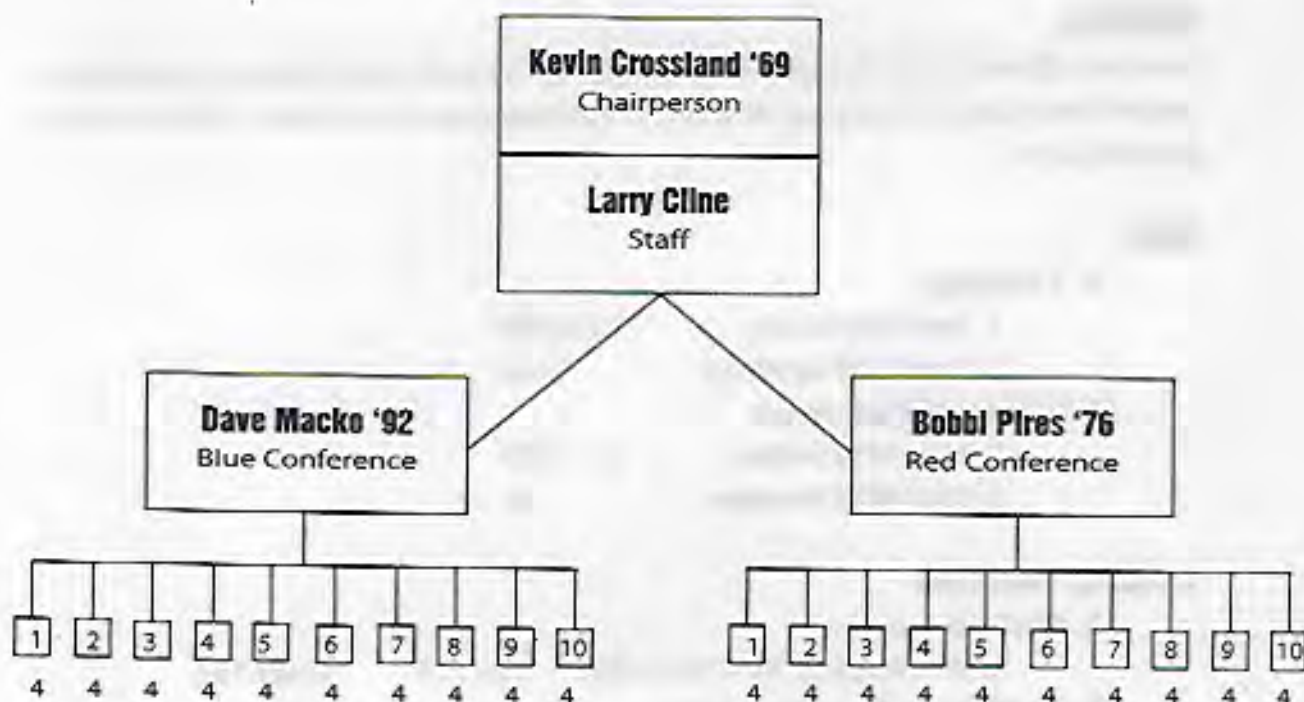 Kevin Crossland ‘69
Chairperson
Larry Cline
Staff
Dave Macko ‘92
Blue Conference
Bobbi Pires ‘76
Red Conference
1 2 3 4 5 6 7 8 9 10
4 4 4 4 4 4 4 4 4 4
1 2 3 4 5 6 7 8 9 10
4 4 4 4 4 4 4 4 4 4